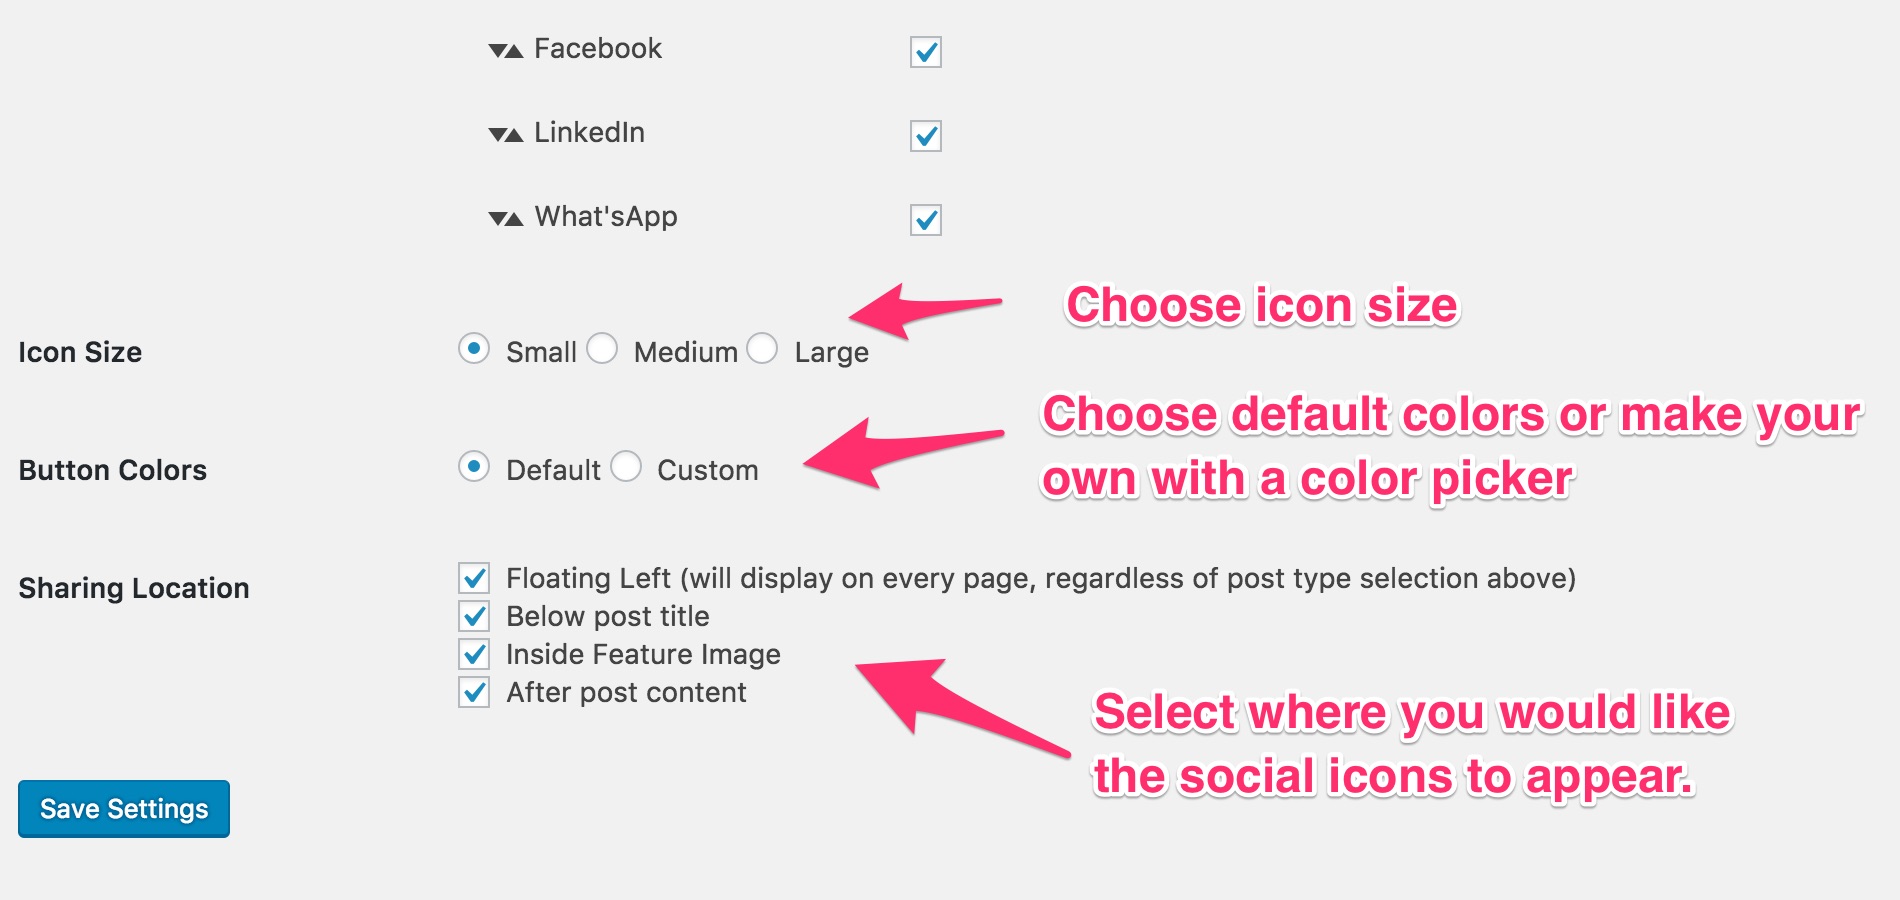 Facebook
LinkedIn
What'sApp
Choose icon size
Icon Size Small Medium Large
Choose default colors or make your
own with a color picker
Button Colors Default Custom
Sharing Location Floating Left (will display on every page, regardless of post type selection above)
Below post title
Inside Feature Image
After post content
Select where you would like
the social icons to appear.
Save Settings